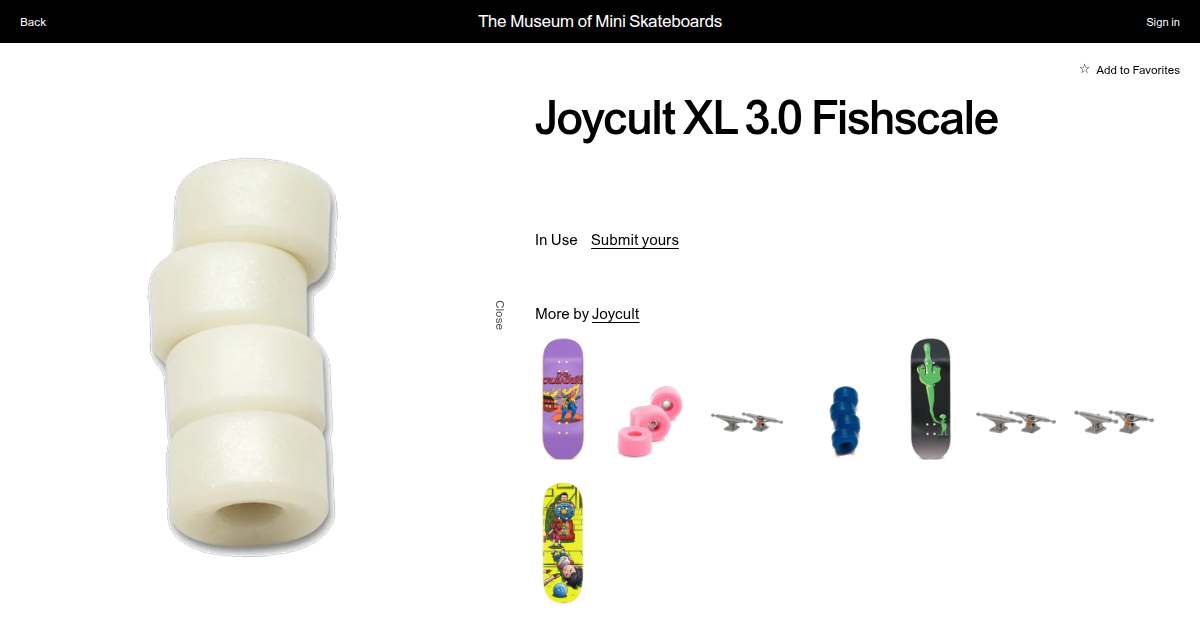 Back
The Museum of Mini Skateboards
Sign in
☆ Add to Favorites
Joycult XL 3.0 Fishscale
In Use Submit yours
Close
More by Joycult